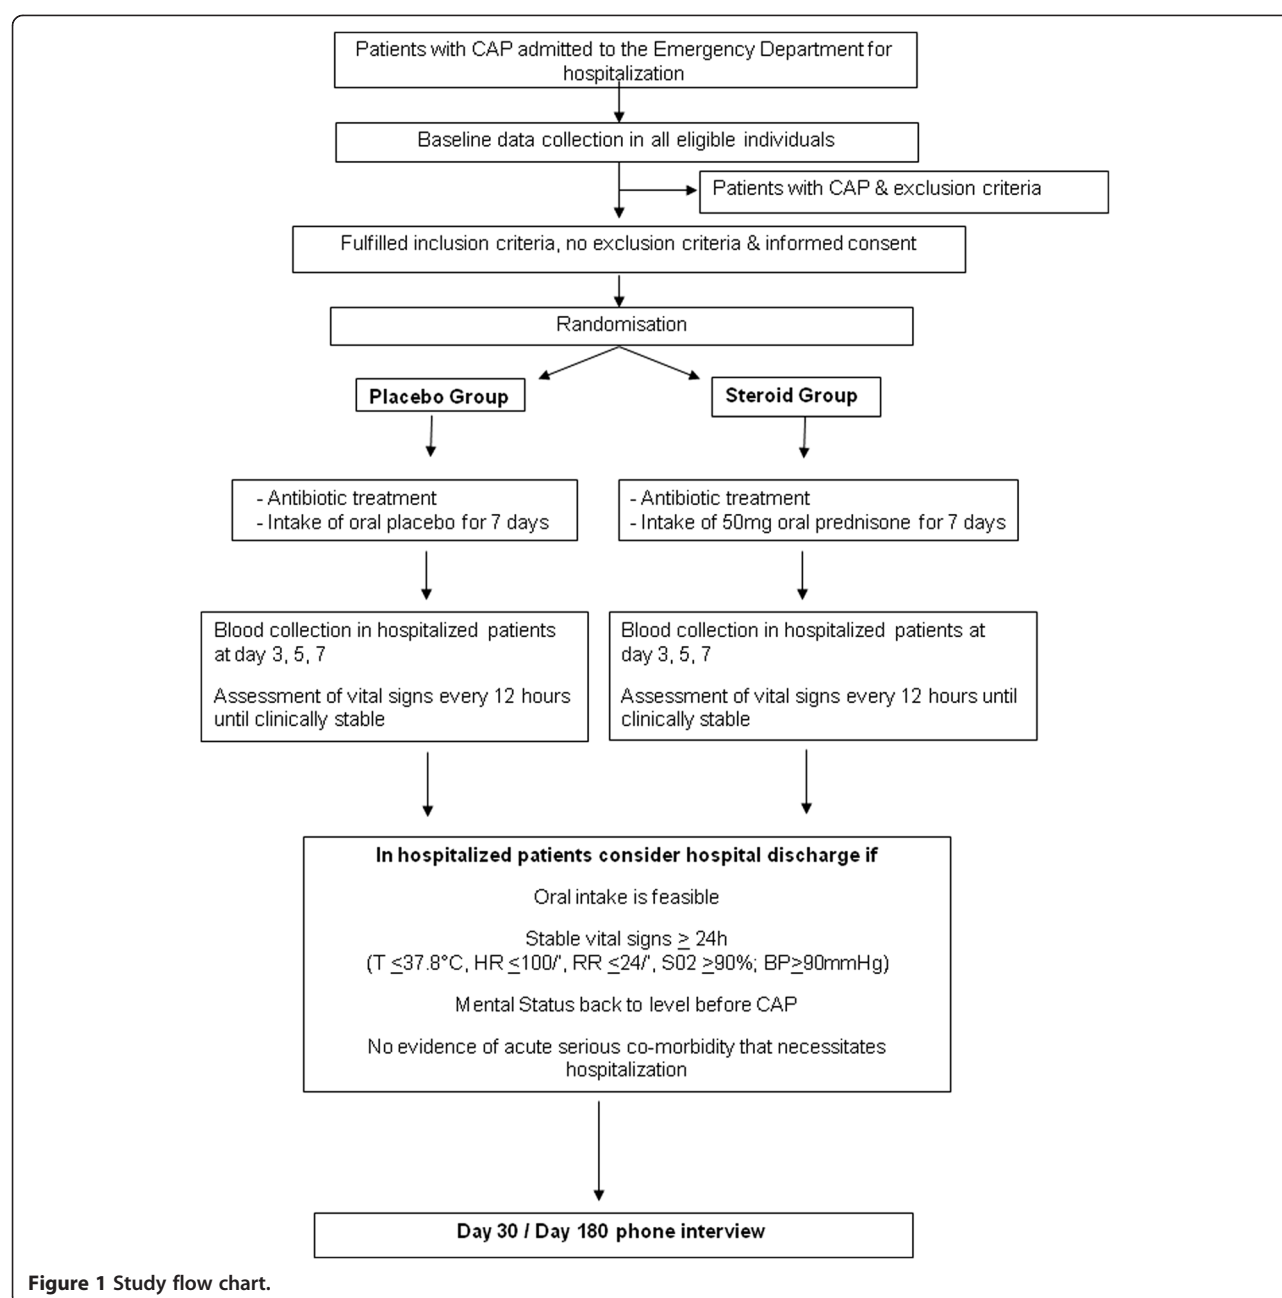 Patients with CAP admitted to the Emergency Department for
hospitalization
Baseline data collection in all eligible individuals
Patients with CAP & exclusion criteria
Fulfilled inclusion criteria, no exclusion criteria & informed consent
Randomisation
Placebo Group
Steroid Group
- Antibiotic treatment
- Intake of oral placebo for 7 days
- Antibiotic treatment
- Intake of 50mg oral prednisone for 7 days
Blood collection in hospitalized patients
at day 3, 5, 7
Assessment of vital signs every 12 hours
until clinically stable
Blood collection in hospitalized patients at
day 3, 5, 7
Assessment of vital signs every 12 hours until
clinically stable
In hospitalized patients consider hospital discharge if
Oral intake is feasible
Stable vital signs ≥ 24h
(T ≤37.8°C, HR ≤100/', RR ≤24/', S02 ≥90%; BP≥90mmHg)
Mental Status back to level before CAP
No evidence of acute serious co-morbidity that necessitates
hospitalization
Day 30 / Day 180 phone interview
Figure 1 Study flow chart.